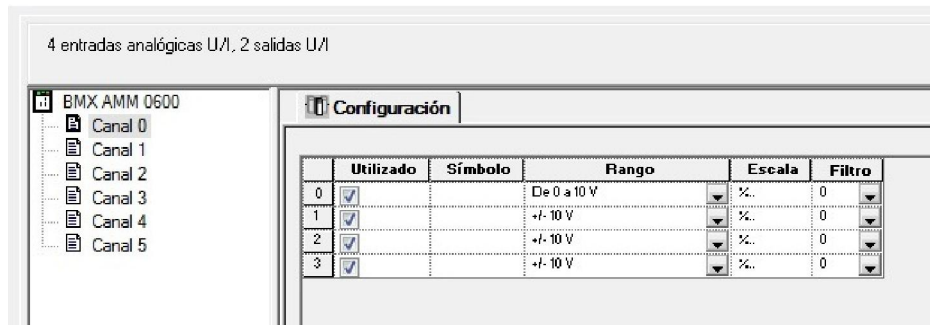 4 entradas analógicas U/I, 2 salidas U/I
BMX AMM 0600
Canal 0
Canal 1
Canal 2
Canal 3
Canal 4
Canal 5
Configuración
Utilizado Símbolo Rango Escala Filtro
0 De 0 a 10 V %.. 0
1 +/- 10 V %.. 0
2 +/- 10 V %.. 0
3 +/- 10 V %.. 0